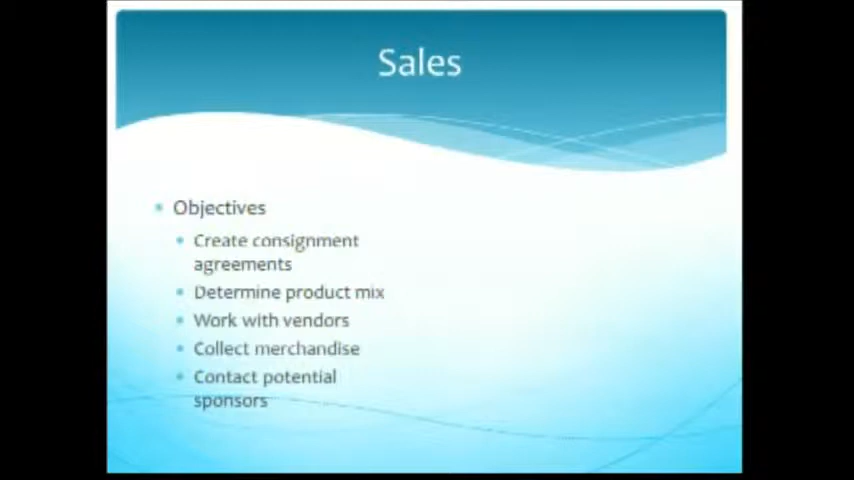 Sales
Objectives
Create consignment
agreements
Determine product mix
Work with vendors
Collect merchandise
Contact potential
sponsors